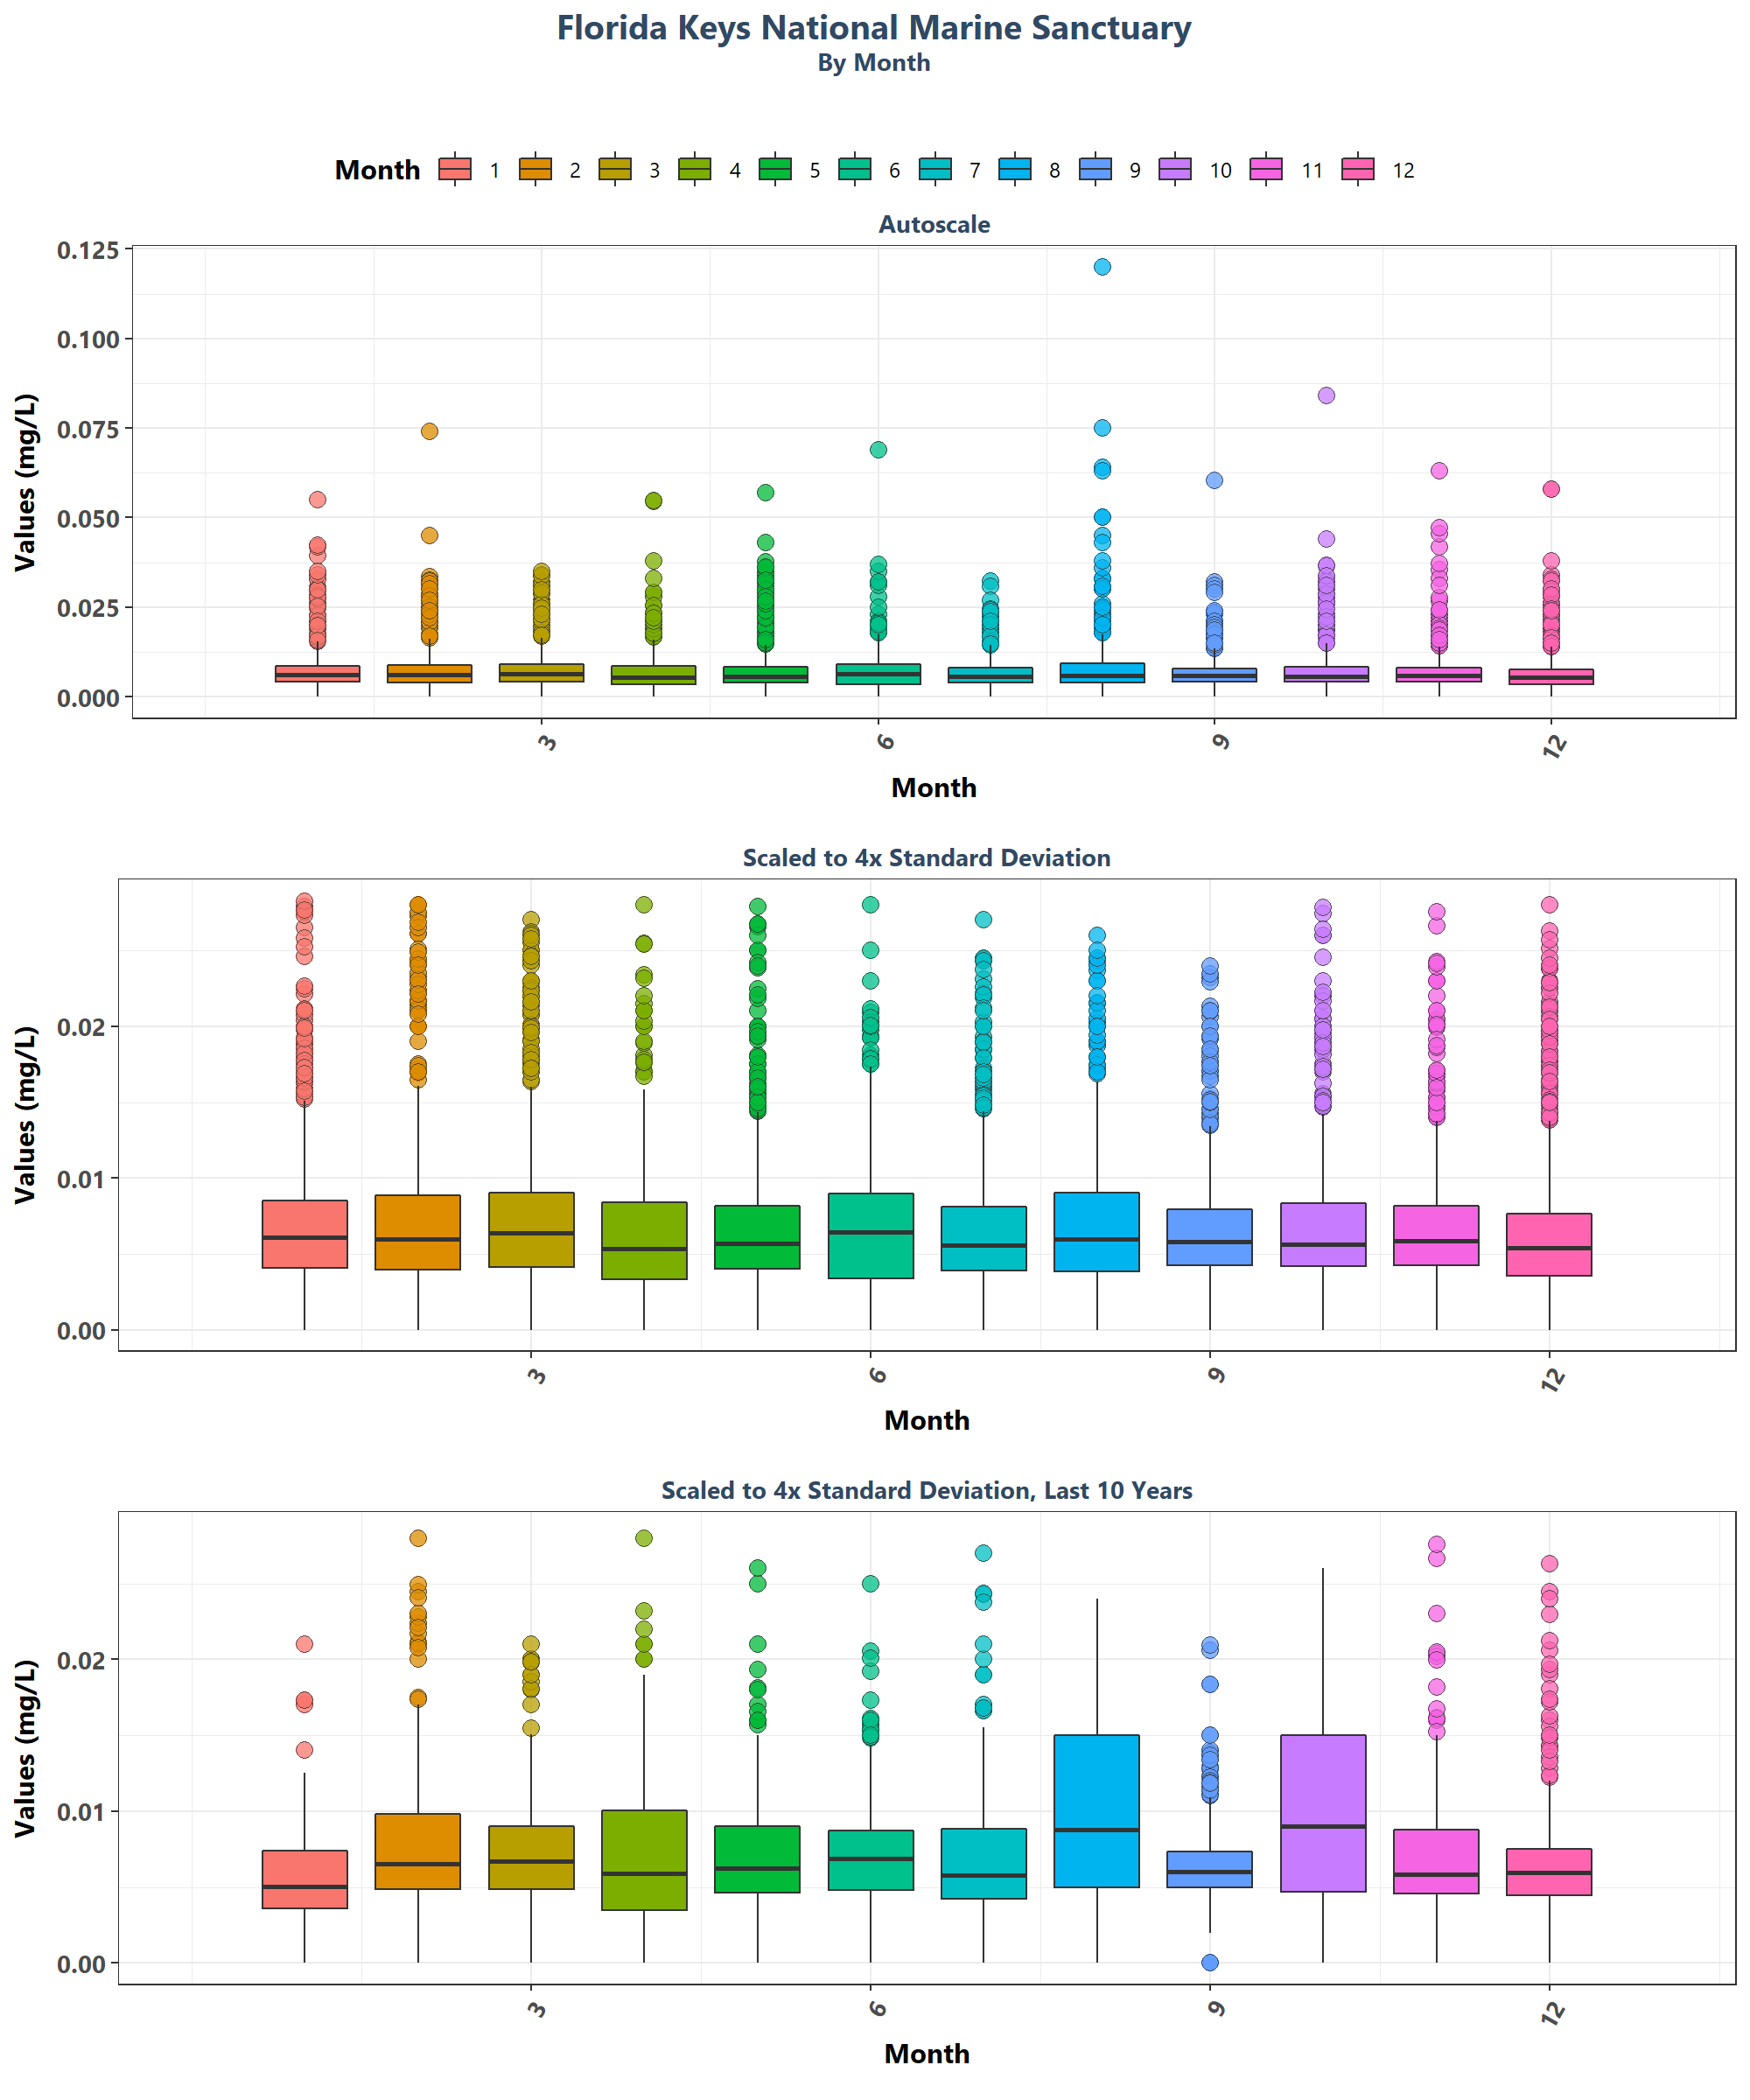 Florida Keys National Marine Sanctuary
By Month
Month 1 2 3 4 5 6 7 8 9 10 11 12
Autoscale
Values (mg/L)
0.125
0.100
0.075
0.050
0.025
0.000
3 6 9 12
Month
Scaled to 4x Standard Deviation
Values (mg/L)
0.02
0.01
0.00
3 6 9 12
Month
Scaled to 4x Standard Deviation, Last 10 Years
Values (mg/L)
0.02
0.01
0.00
3 6 9 12
Month